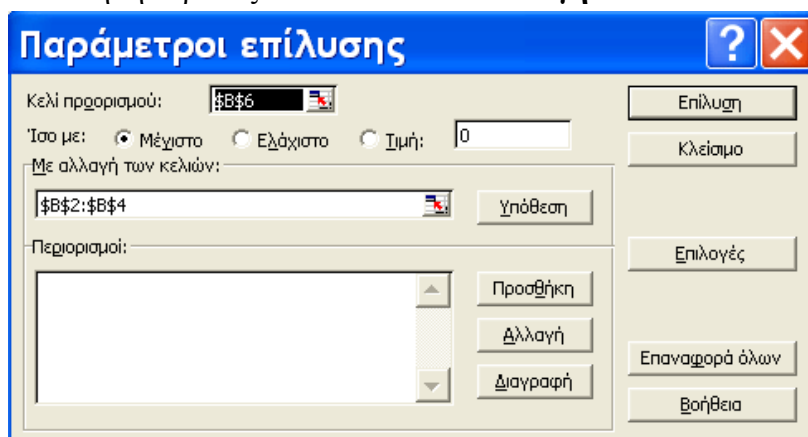 Παράμετροι επίλυσης
Κελί προορισμού: $B$6
Ίσο με: Μέγιστο Ελάχιστο Τιμή: 0
Με αλλαγή των κελιών:
$B$2:$B$4 Υπόθεση
Περιορισμοί:
Προσθήκη
Αλλαγή
Διαγραφή
Επίλυση
Κλείσιμο
Επιλογές
Επαναφορά όλων
Βοήθεια